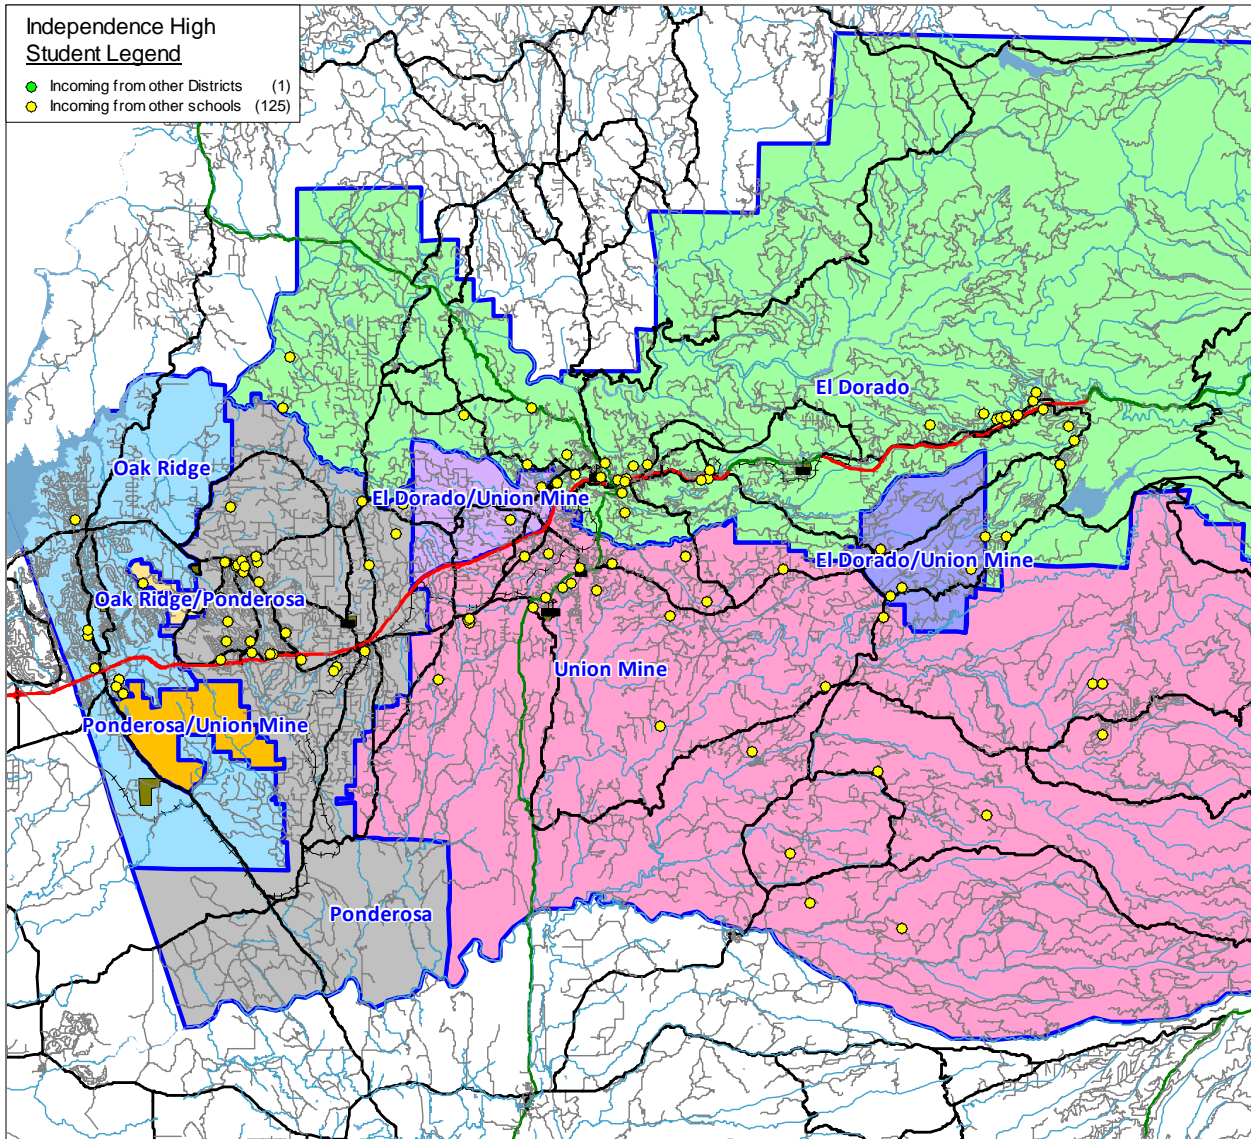 Independence High
Student Legend
Incoming from other Districts (1)
Incoming from other schools (125)
El Dorado
Oak Ridge
El Dorado/Union Mine
El Dorado/Union Mine
Oak Ridge/Ponderosa
Union Mine
Ponderosa/Union Mine
Ponderosa